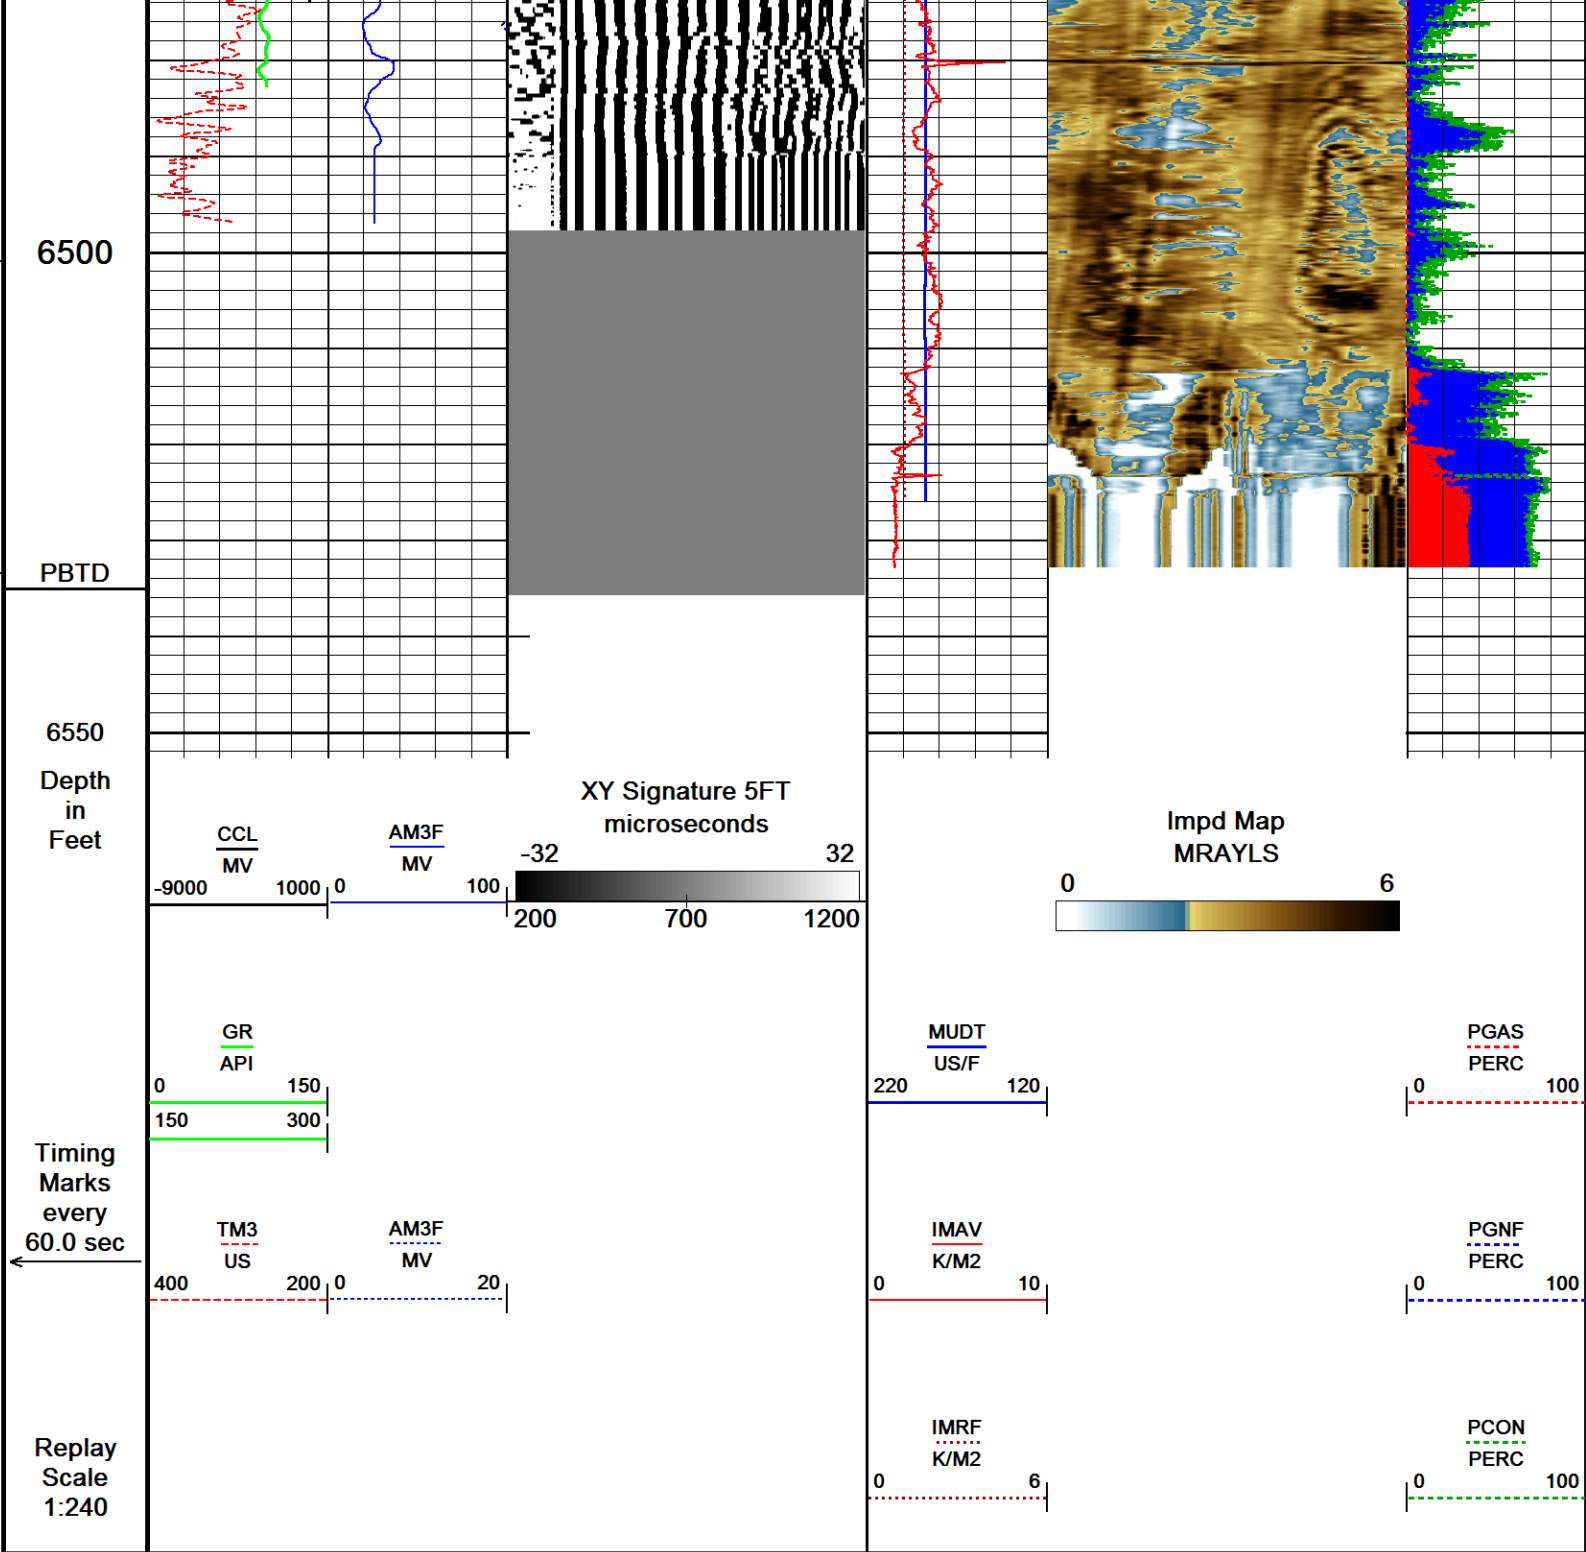 6500
PBTD
6550
Depth
in
Feet
CCL
MV
-9000 1000
AM3F
MV
0 100
XY Signature 5FT
microseconds
-32 32
200 700 1200
Impd Map
MRAYLS
0 6
GR
API
0 150
150 300
MUDT
US/F
220 120
PGAS
PERC
0 100
Timing
Marks
every
60.0 sec
TM3
US
400 200
AM3F
MV
0 20
IMAV
K/M2
0 10
PGNF
PERC
0 100
Replay
Scale
1:240
IMRF
K/M2
0 6
PCON
PERC
0 100